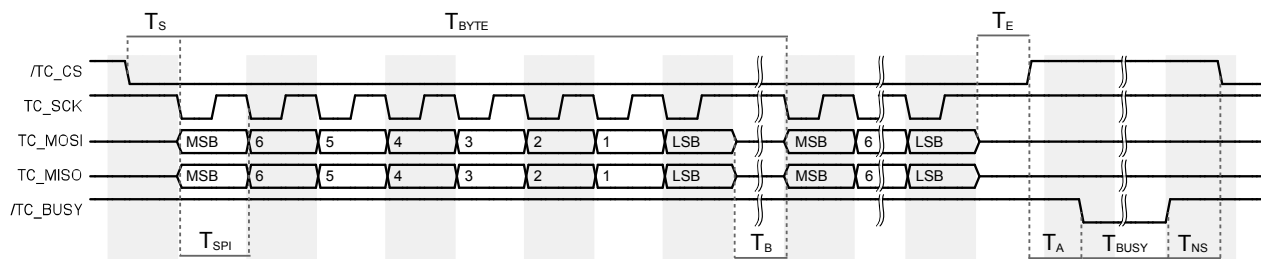 TS TBYTE TE
/TC_CS
TC_SCK
TC_MOSI MSB 6 5 4 3 2 1 LSB MSB 6 LSB
TC_MISO MSB 6 5 4 3 2 1 LSB MSB 6 LSB
/TC_BUSY
TSPI TB TA TBUSY TNS